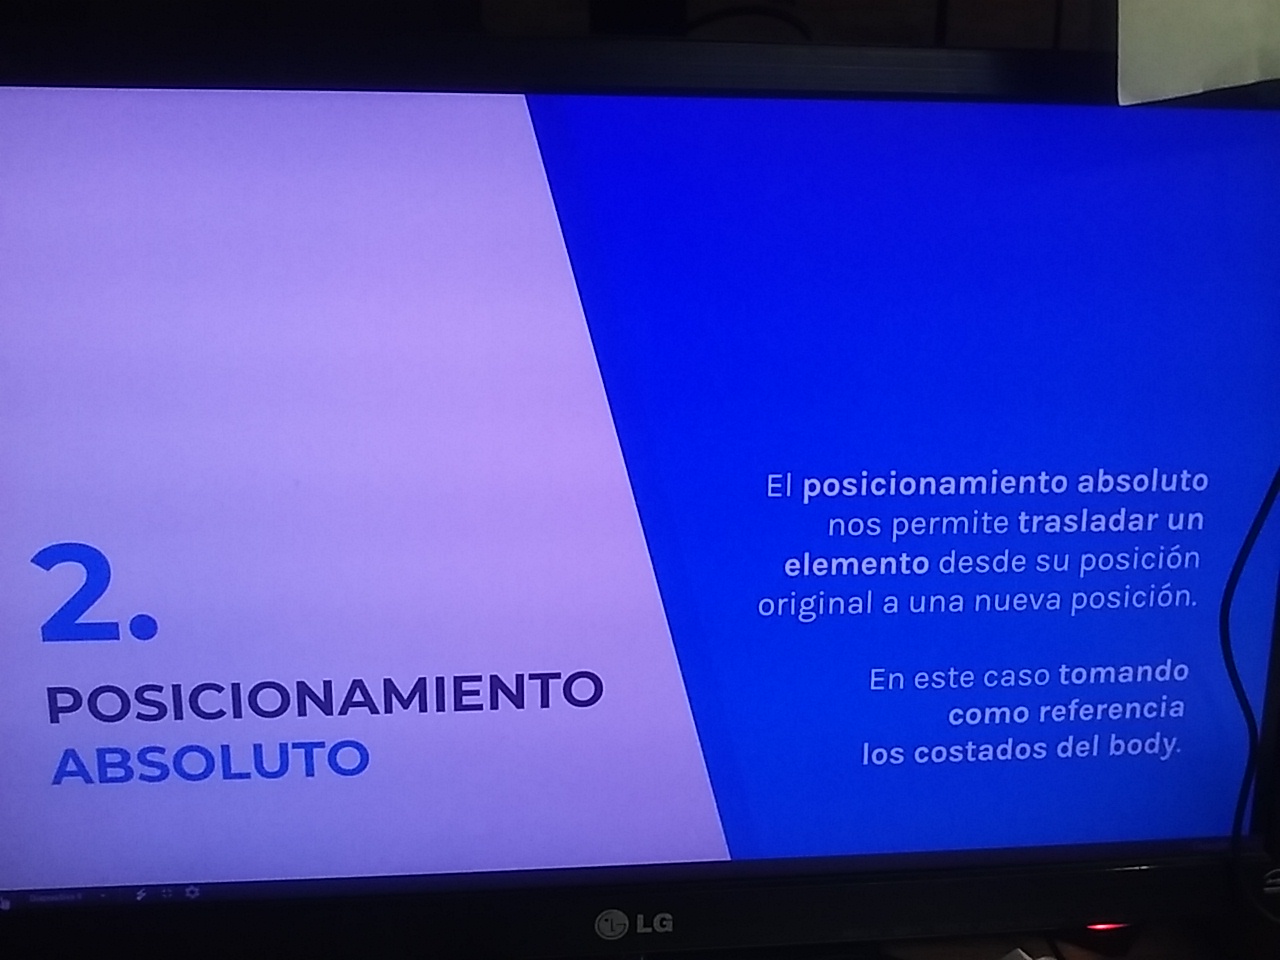 2.
POSICIONAMIENTO
ABSOLUTO
El posicionamiento absoluto
nos permite trasladar un
elemento desde su posición
original a una nueva posición.
En este caso tomando
como referencia
los costados del body.
LG